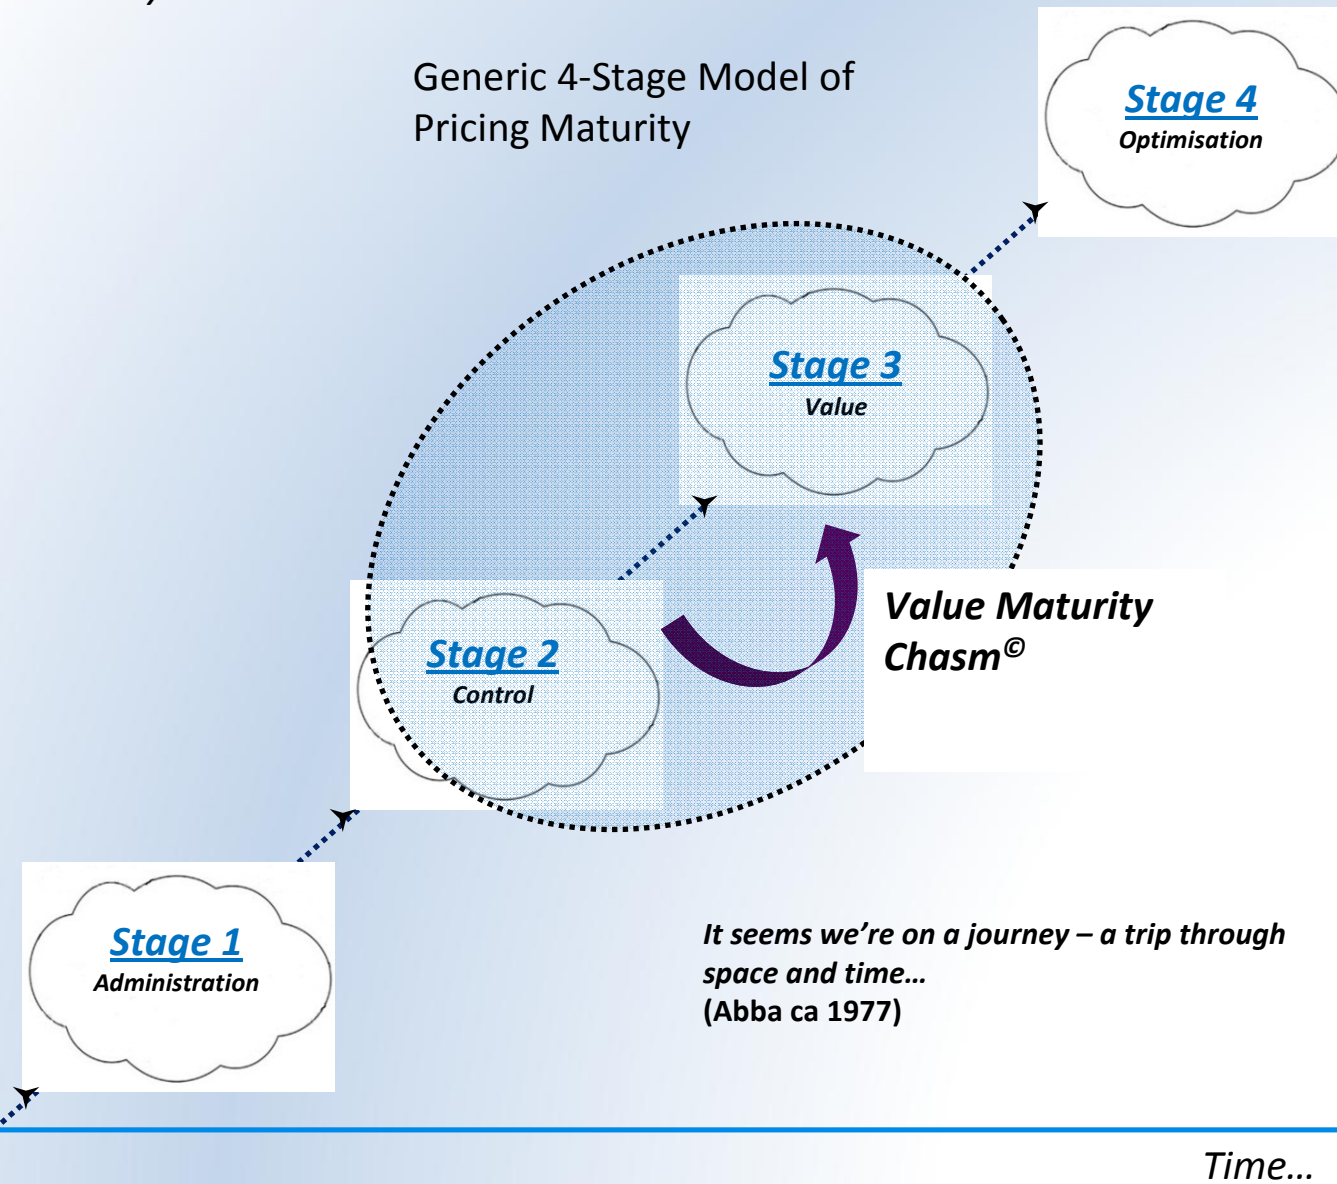 Generic 4-Stage Model of
Pricing Maturity
Stage 4
Optimisation
Stage 3
Value
Value Maturity
Chasm©
Stage 2
Control
Stage 1
Administration
It seems we're on a journey – a trip through
space and time…
(Abba ca 1977)
Time…